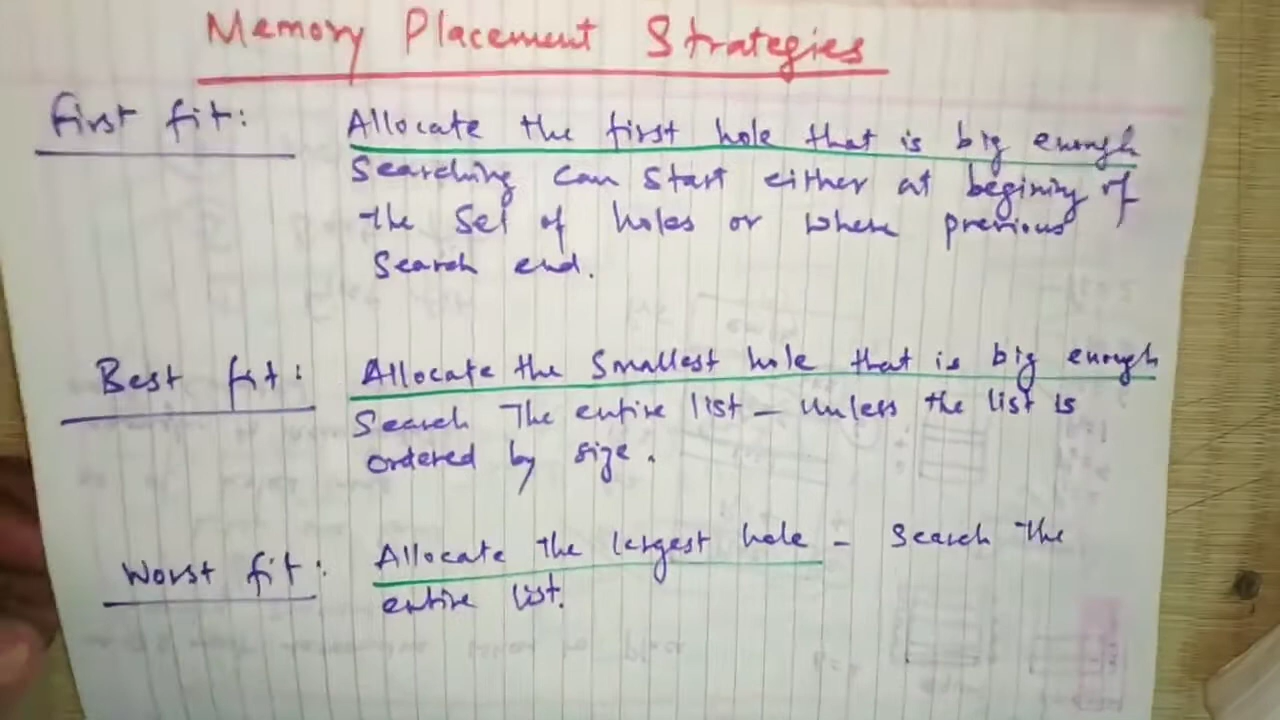 Memory Placement Strategies
First fit: Allocate the first hole that is big enough
Searching can start either at begining of
the set of holes or where previous
search end.
Best fit: Allocate the smallest hole that is big enough
Search The entire list - unless the list is
ordered by size.
Worst fit: Allocate the largest hole - Search the
entire list.